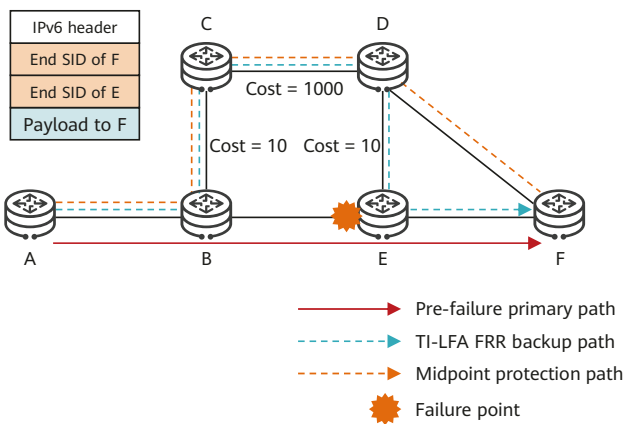 IPv6 header
End SID of F
End SID of E
Payload to F
C
D
Cost = 1000
Cost = 10
Cost = 10
A
B
E
F
Pre-failure primary path
TI-LFA FRR backup path
Midpoint protection path
Failure point